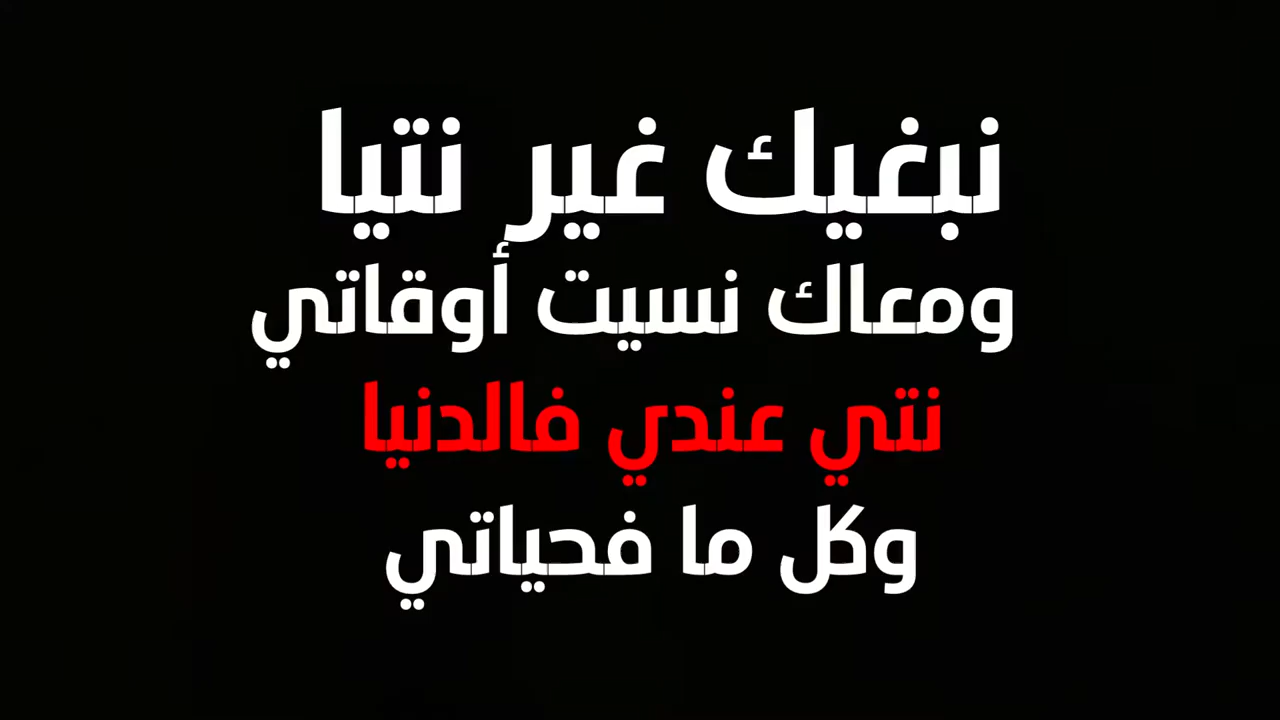 نبغيك غير نتيا
ومعاك نسيت أوقاتي
نتي عندي فالدنيا
وكل ما فحياتي